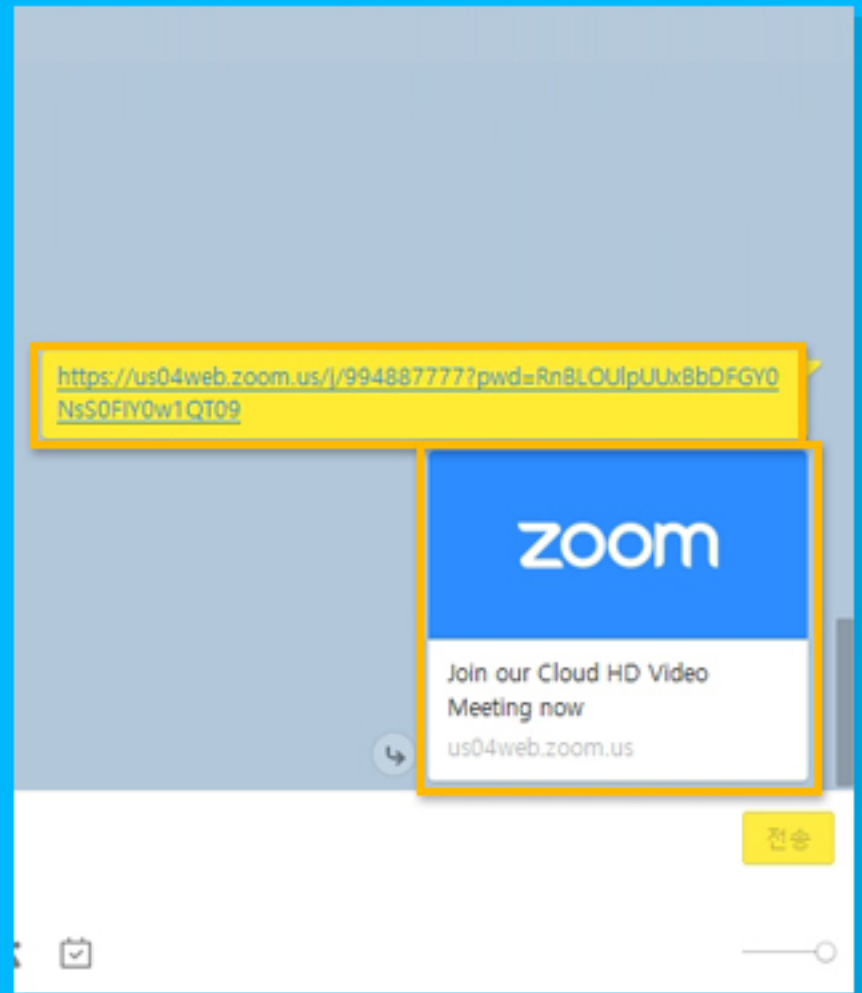 https://us04web.zoom.us/j/994887777?pwd=RnBLOUlpUUxBbDFGY0
NsS0FIY0w1QT09
zoom
Join our Cloud HD Video
Meeting now
us04web.zoom.us
전송